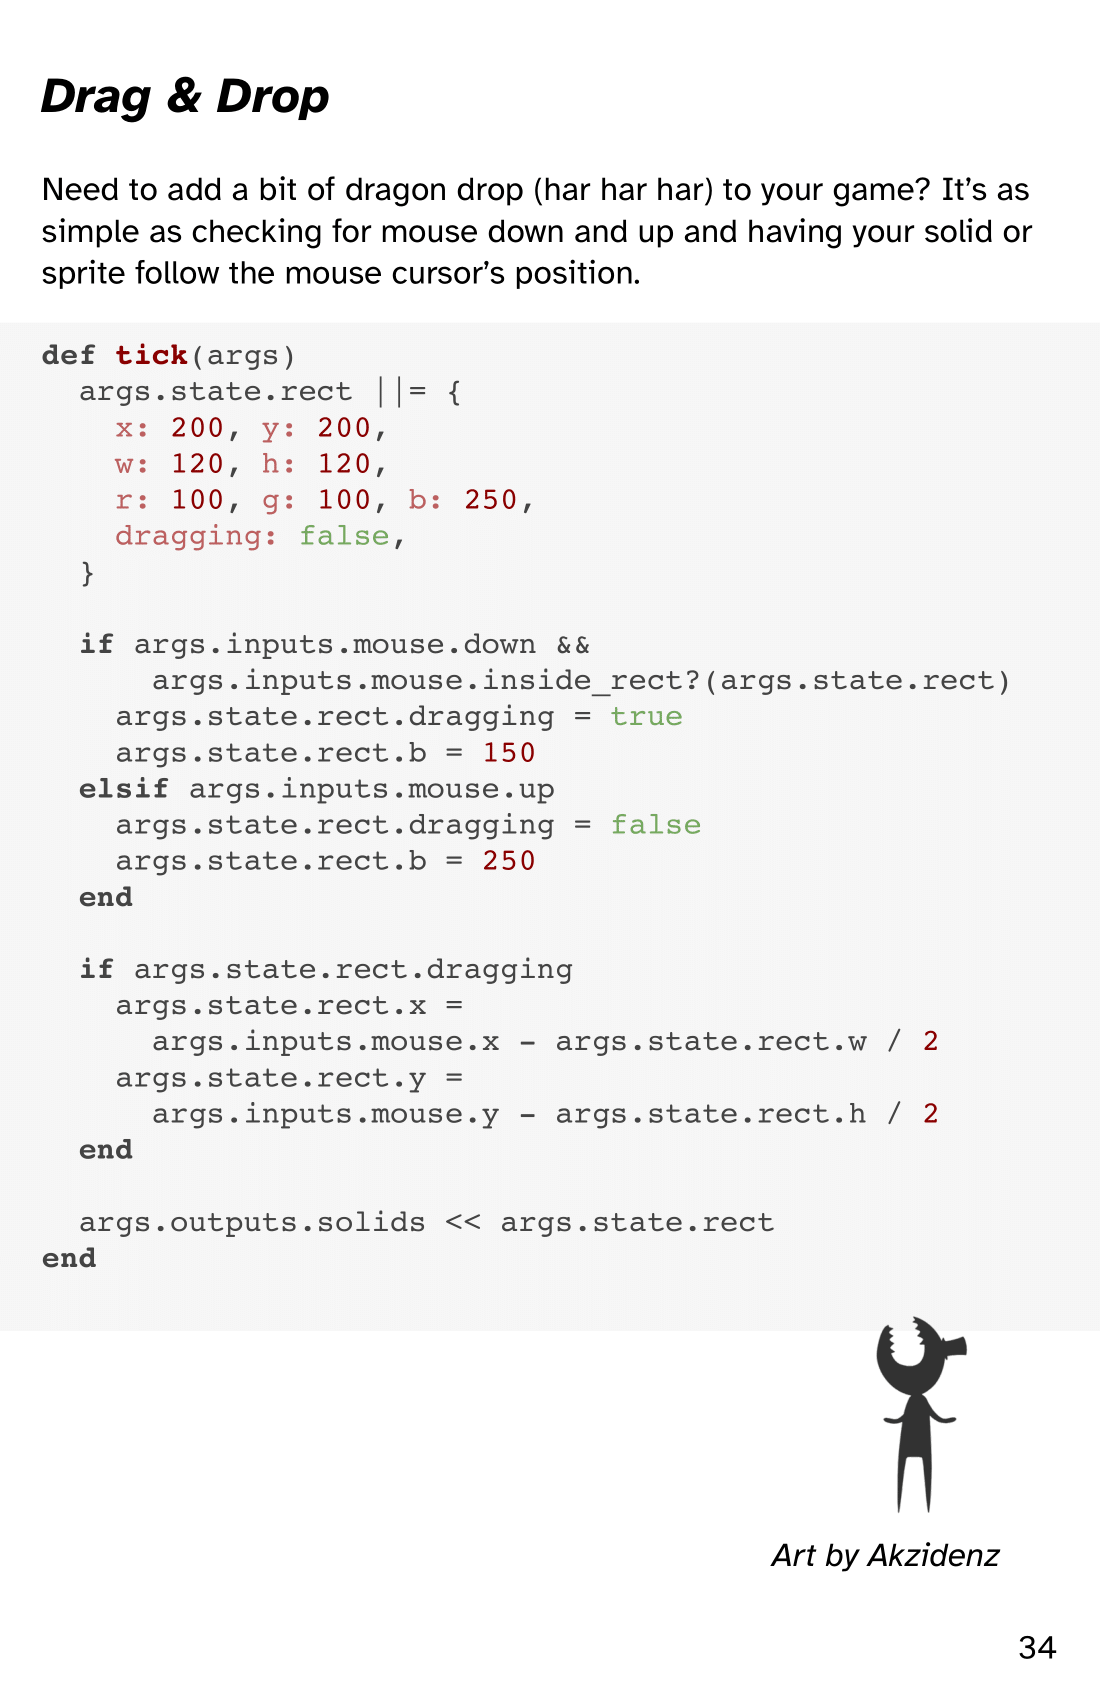 Drag & Drop
Need to add a bit of dragon drop (har har har) to your game? It’s as
simple as checking for mouse down and up and having your solid or
sprite follow the mouse cursor’s position.
def tick(args)
  args.state.rect ||= {
    x: 200, y: 200,
    w: 120, h: 120,
    r: 100, g: 100, b: 250,
    dragging: false,
  }

  if args.inputs.mouse.down &&
      args.inputs.mouse.inside_rect?(args.state.rect)
    args.state.rect.dragging = true
    args.state.rect.b = 150
  elsif args.inputs.mouse.up
    args.state.rect.dragging = false
    args.state.rect.b = 250
  end

  if args.state.rect.dragging
    args.state.rect.x =
      args.inputs.mouse.x - args.state.rect.w / 2
    args.state.rect.y =
      args.inputs.mouse.y - args.state.rect.h / 2
  end

  args.outputs.solids << args.state.rect
end
Art by Akzidenz
34